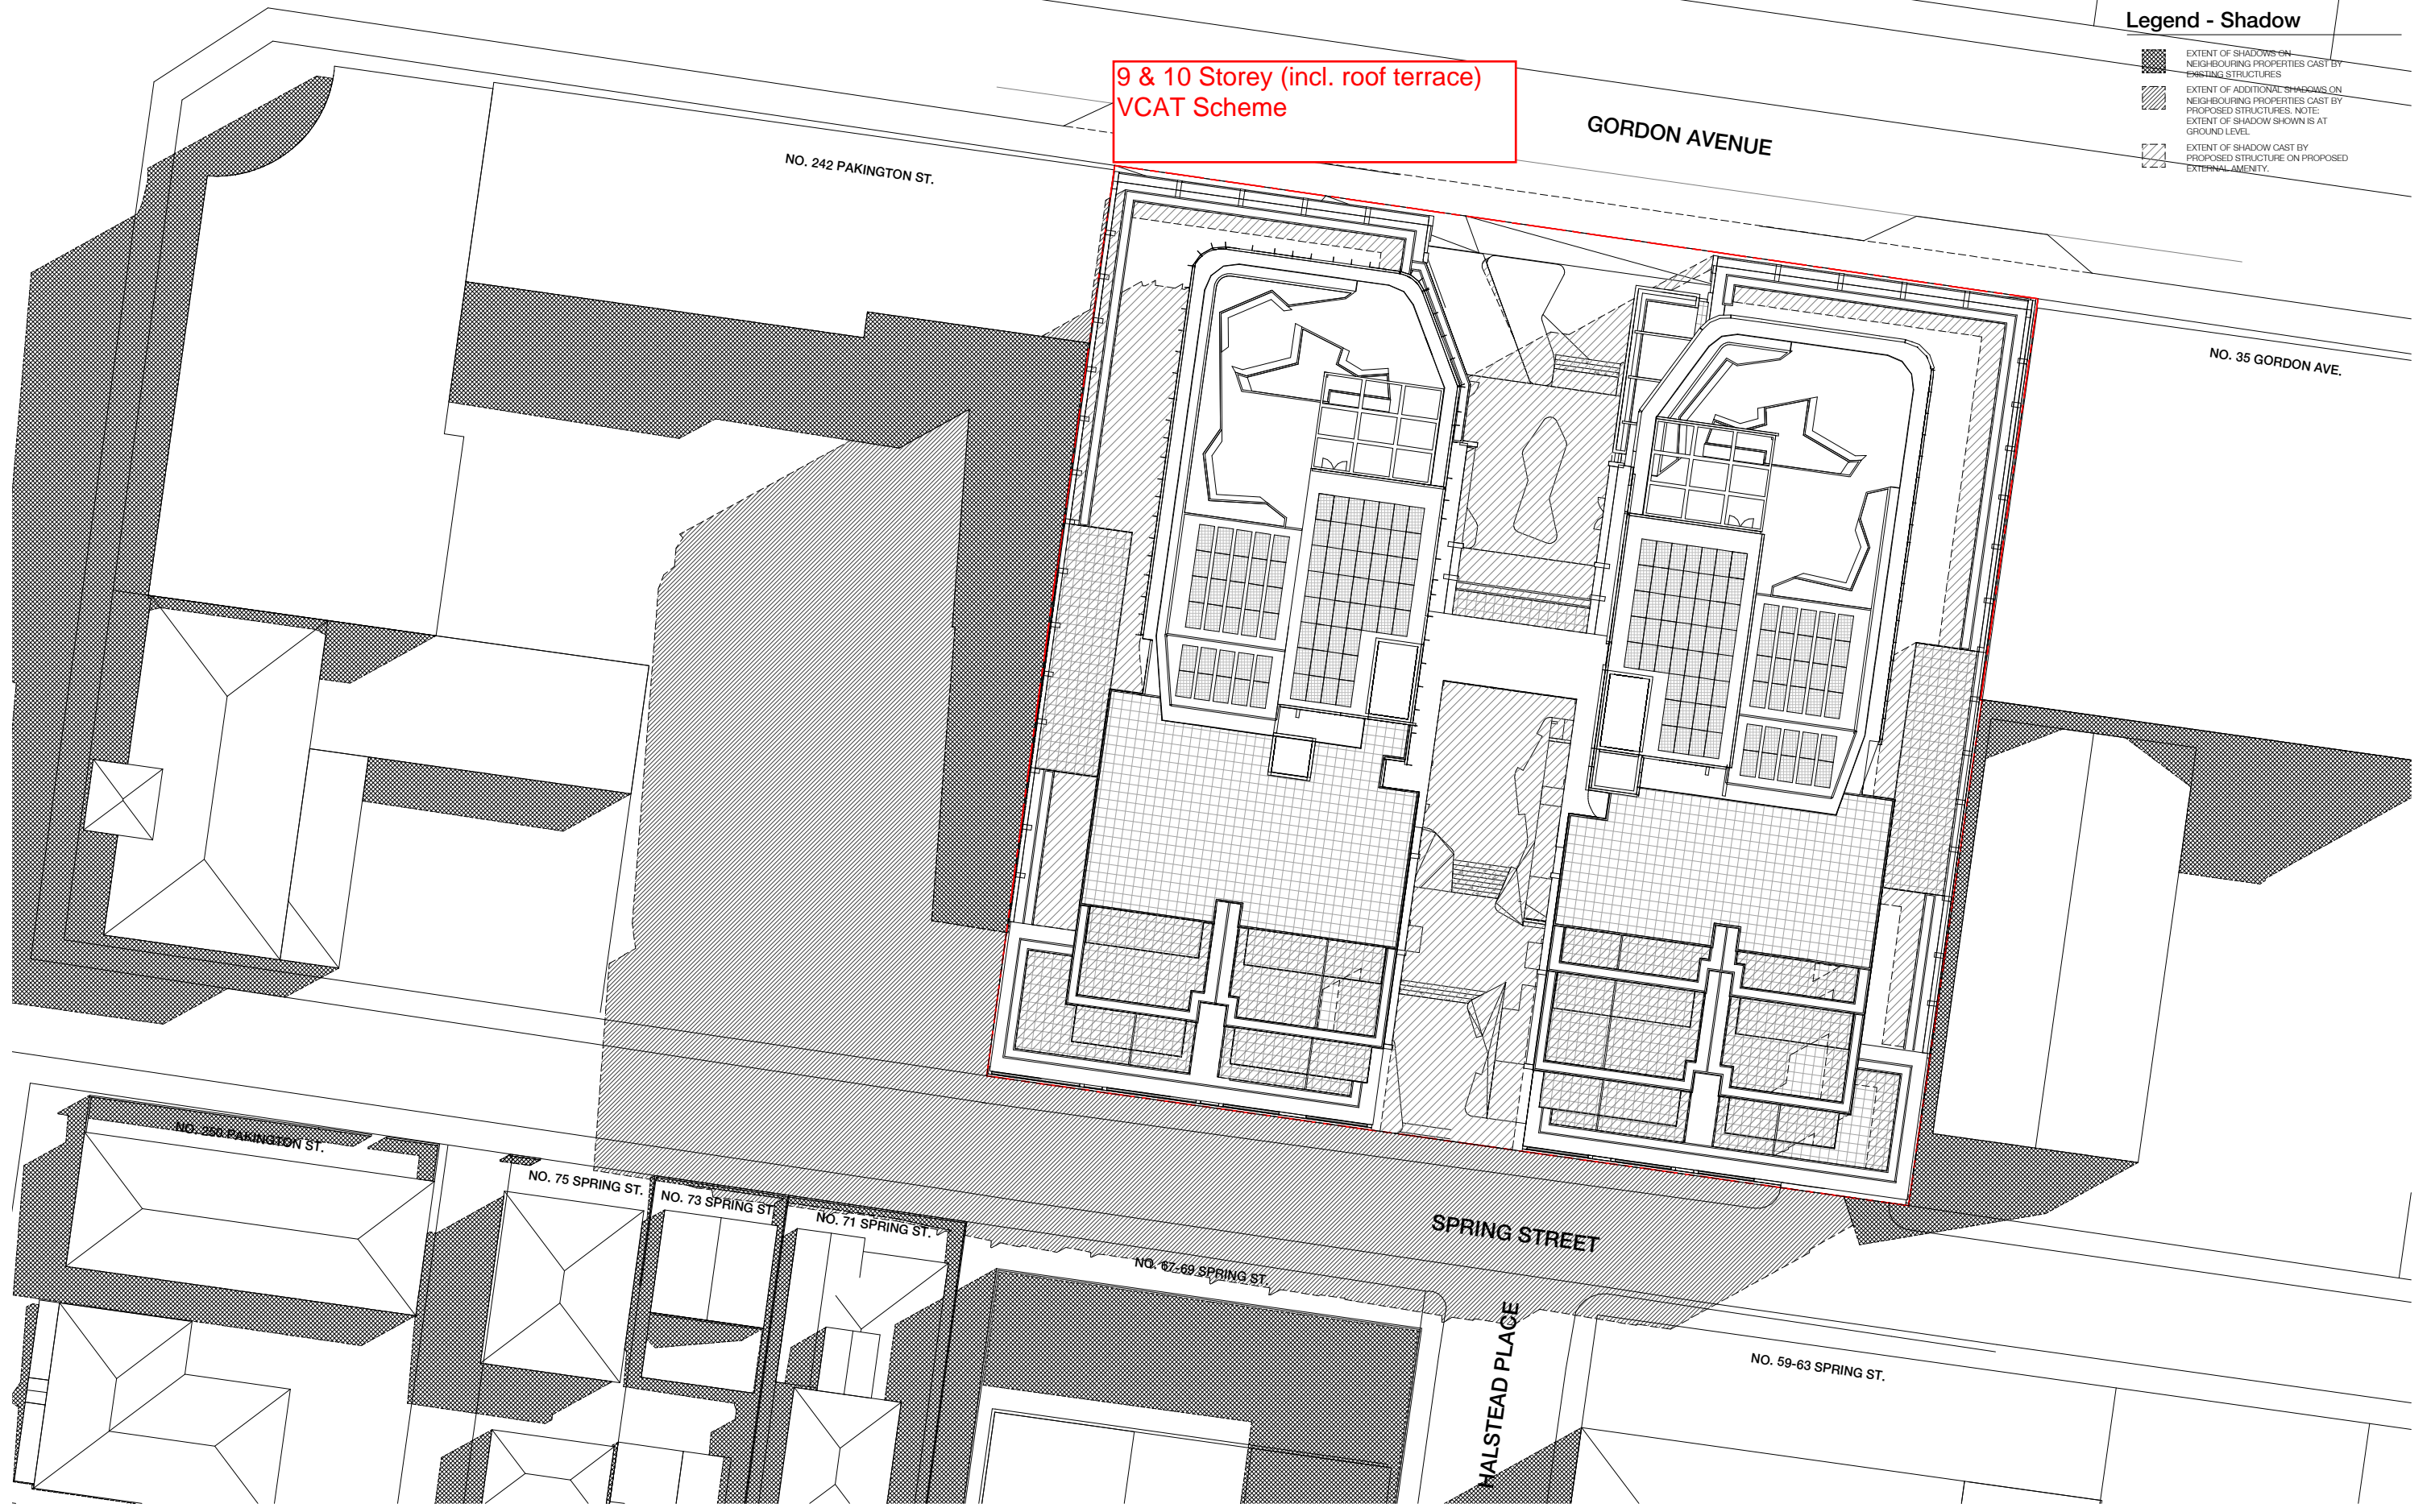 Legend - Shadow
EXTENT OF SHADOWS ON
NEIGHBOURING PROPERTIES CAST BY
EXISTING STRUCTURES
EXTENT OF ADDITIONAL SHADOWS ON
NEIGHBOURING PROPERTIES CAST BY
PROPOSED STRUCTURES. NOTE:
EXTENT OF SHADOW SHOWN IS AT
GROUND LEVEL
EXTENT OF SHADOW CAST BY
PROPOSED STRUCTURE ON PROPOSED
EXTERNAL AMENITY.
9 & 10 Storey (incl. roof terrace)
VCAT Scheme
GORDON AVENUE
NO. 242 PAKINGTON ST.
NO. 35 GORDON AVE.
NO. 250 PAKINGTON ST.
NO. 75 SPRING ST.
NO. 73 SPRING ST.
NO. 71 SPRING ST.
SPRING STREET
NO. 67-69 SPRING ST.
HALSTEAD PLACE
NO. 59-63 SPRING ST.